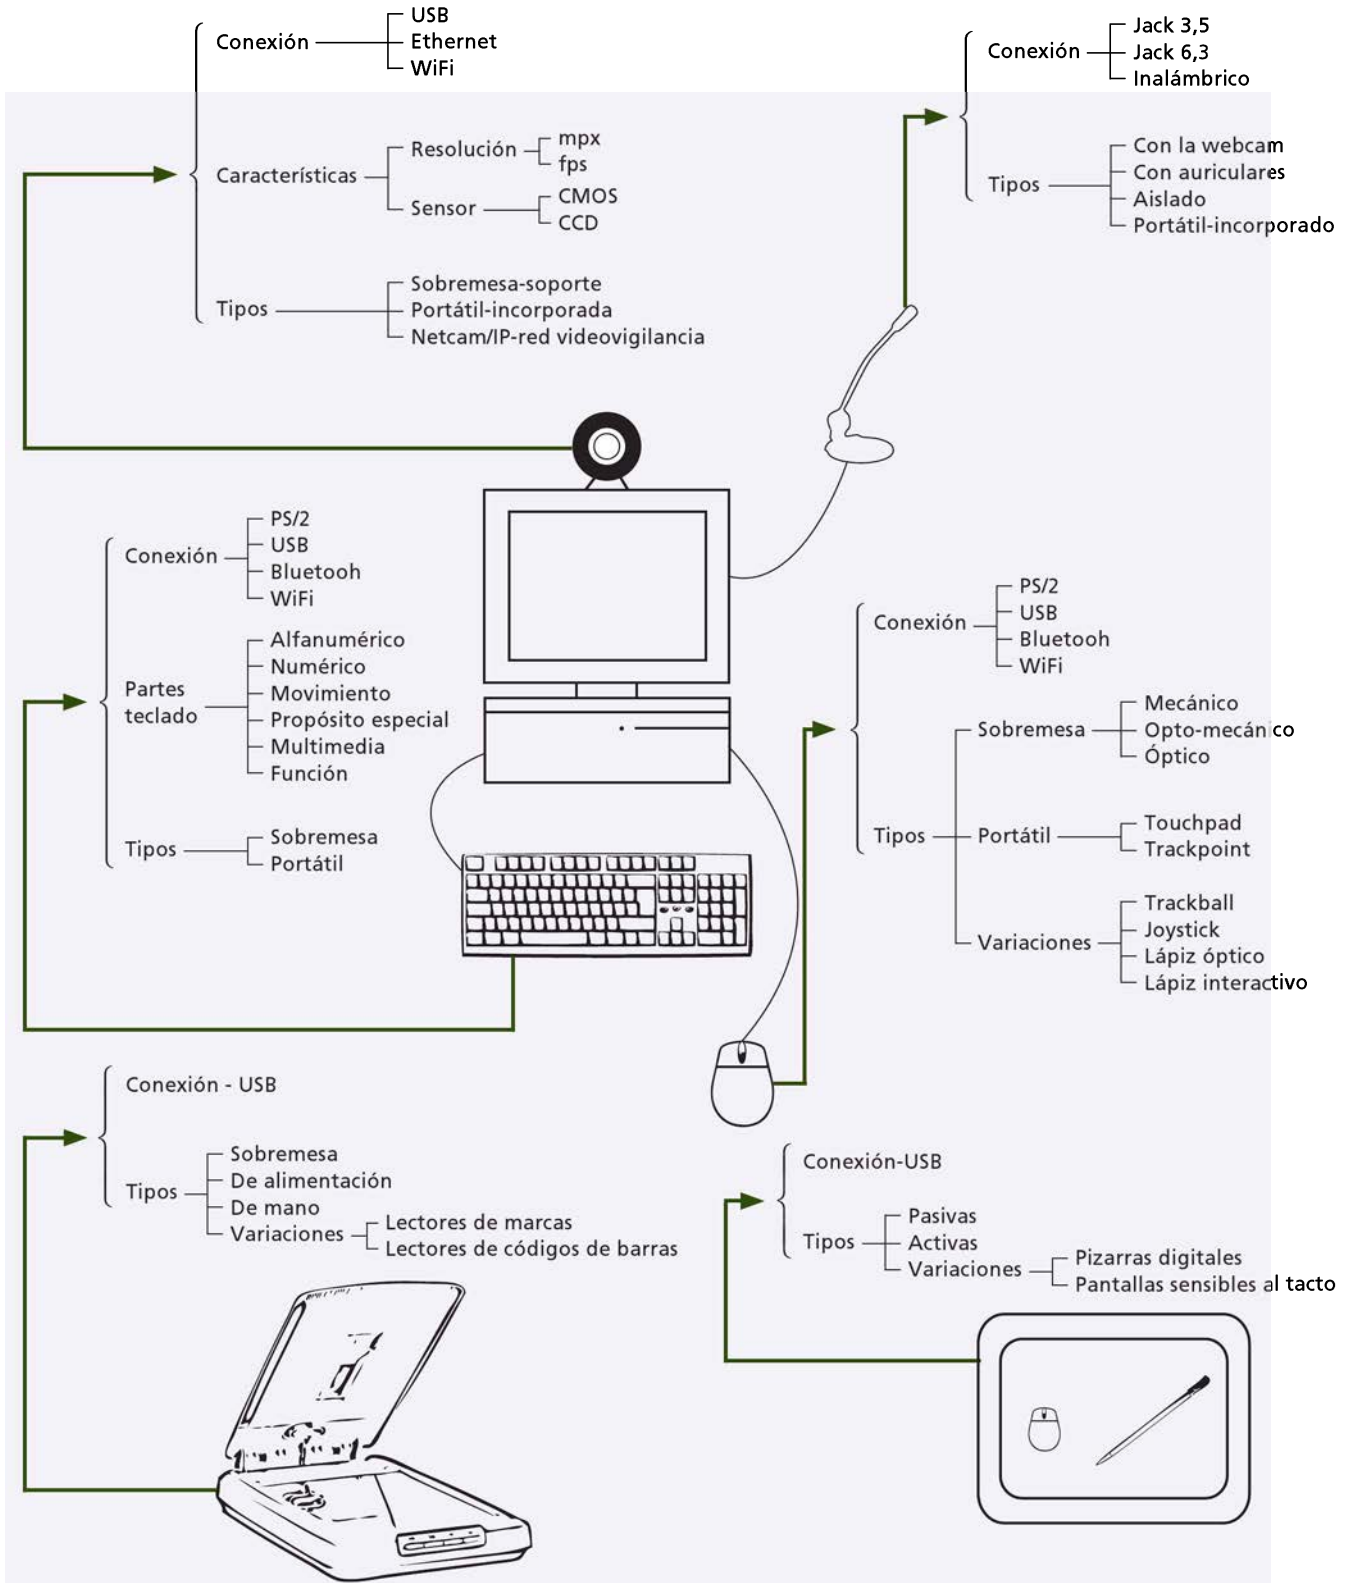 Conexión
USB
Ethernet
WiFi
Características
Resolución
mpx
fps
Sensor
CMOS
CCD
Tipos
Sobremesa-soporte
Portátil-incorporada
Netcam/IP-red videovigilancia
Conexión
Jack 3,5
Jack 6,3
Inalámbrico
Tipos
Con la webcam
Con auriculares
Aislado
Portátil-incorporado
Conexión
PS/2
USB
Bluetooh
WiFi
Partes
teclado
Alfanumérico
Numérico
Movimiento
Propósito especial
Multimedia
Función
Tipos
Sobremesa
Portátil
Conexión
PS/2
USB
Bluetooh
WiFi
Tipos
Sobremesa
Mecánico
Opto-mecánico
Óptico
Portátil
Touchpad
Trackpoint
Variaciones
Trackball
Joystick
Lápiz óptico
Lápiz interactivo
Conexión - USB
Tipos
Sobremesa
De alimentación
De mano
Variaciones
Lectores de marcas
Lectores de códigos de barras
Conexión-USB
Tipos
Pasivas
Activas
Variaciones
Pizarras digitales
Pantallas sensibles al tacto